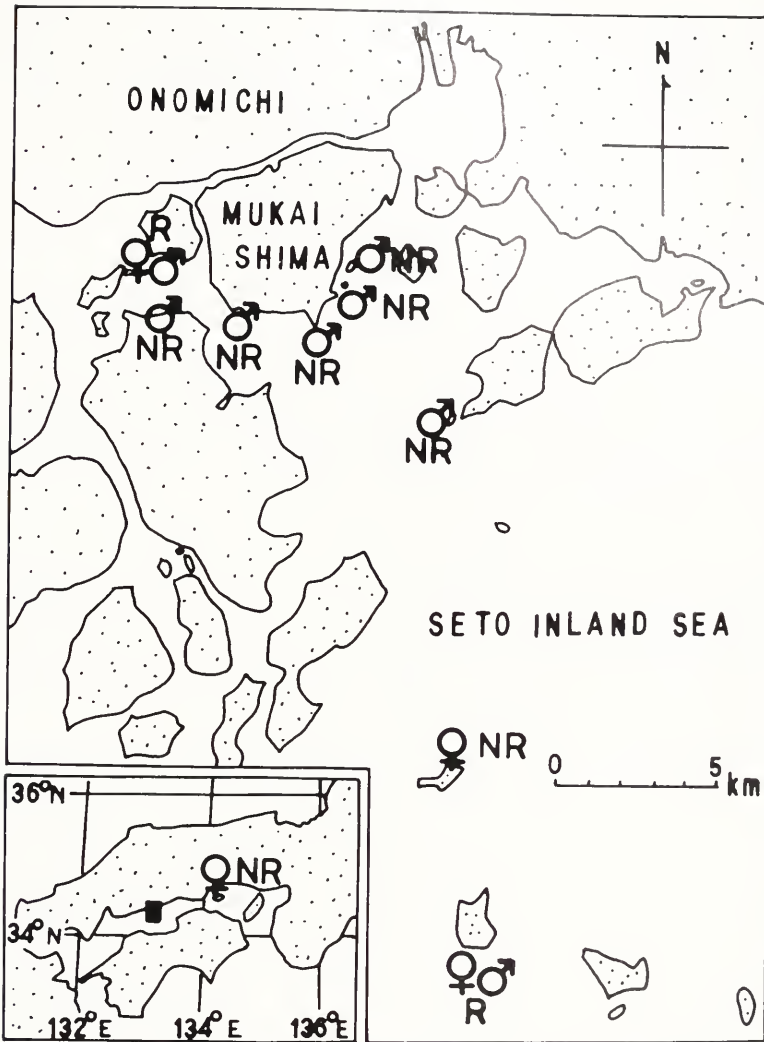 N
ONOMICHI
MUKAI
SHIMA
R
♀♂
♂ NR
♂ NR
♂
NR
♂
NR
♂
NR
♂
NR
SETO INLAND SEA
♀ NR
0 5 km
36°N
♀ NR
34°N
132°E 134°E 136°E
♀♂
R